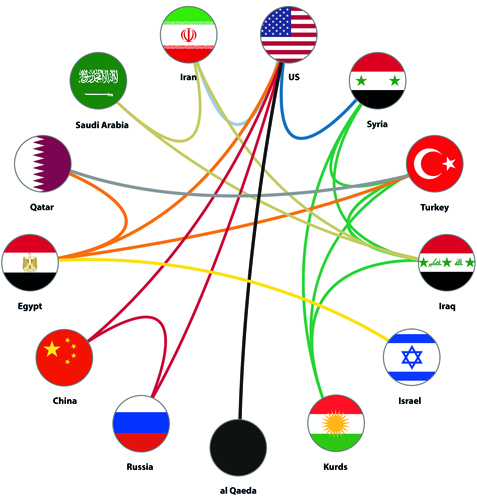 Iran
US
Saudi Arabia
Syria
Qatar
Turkey
Egypt
Iraq
China
Israel
Russia
Kurds
al Qaeda